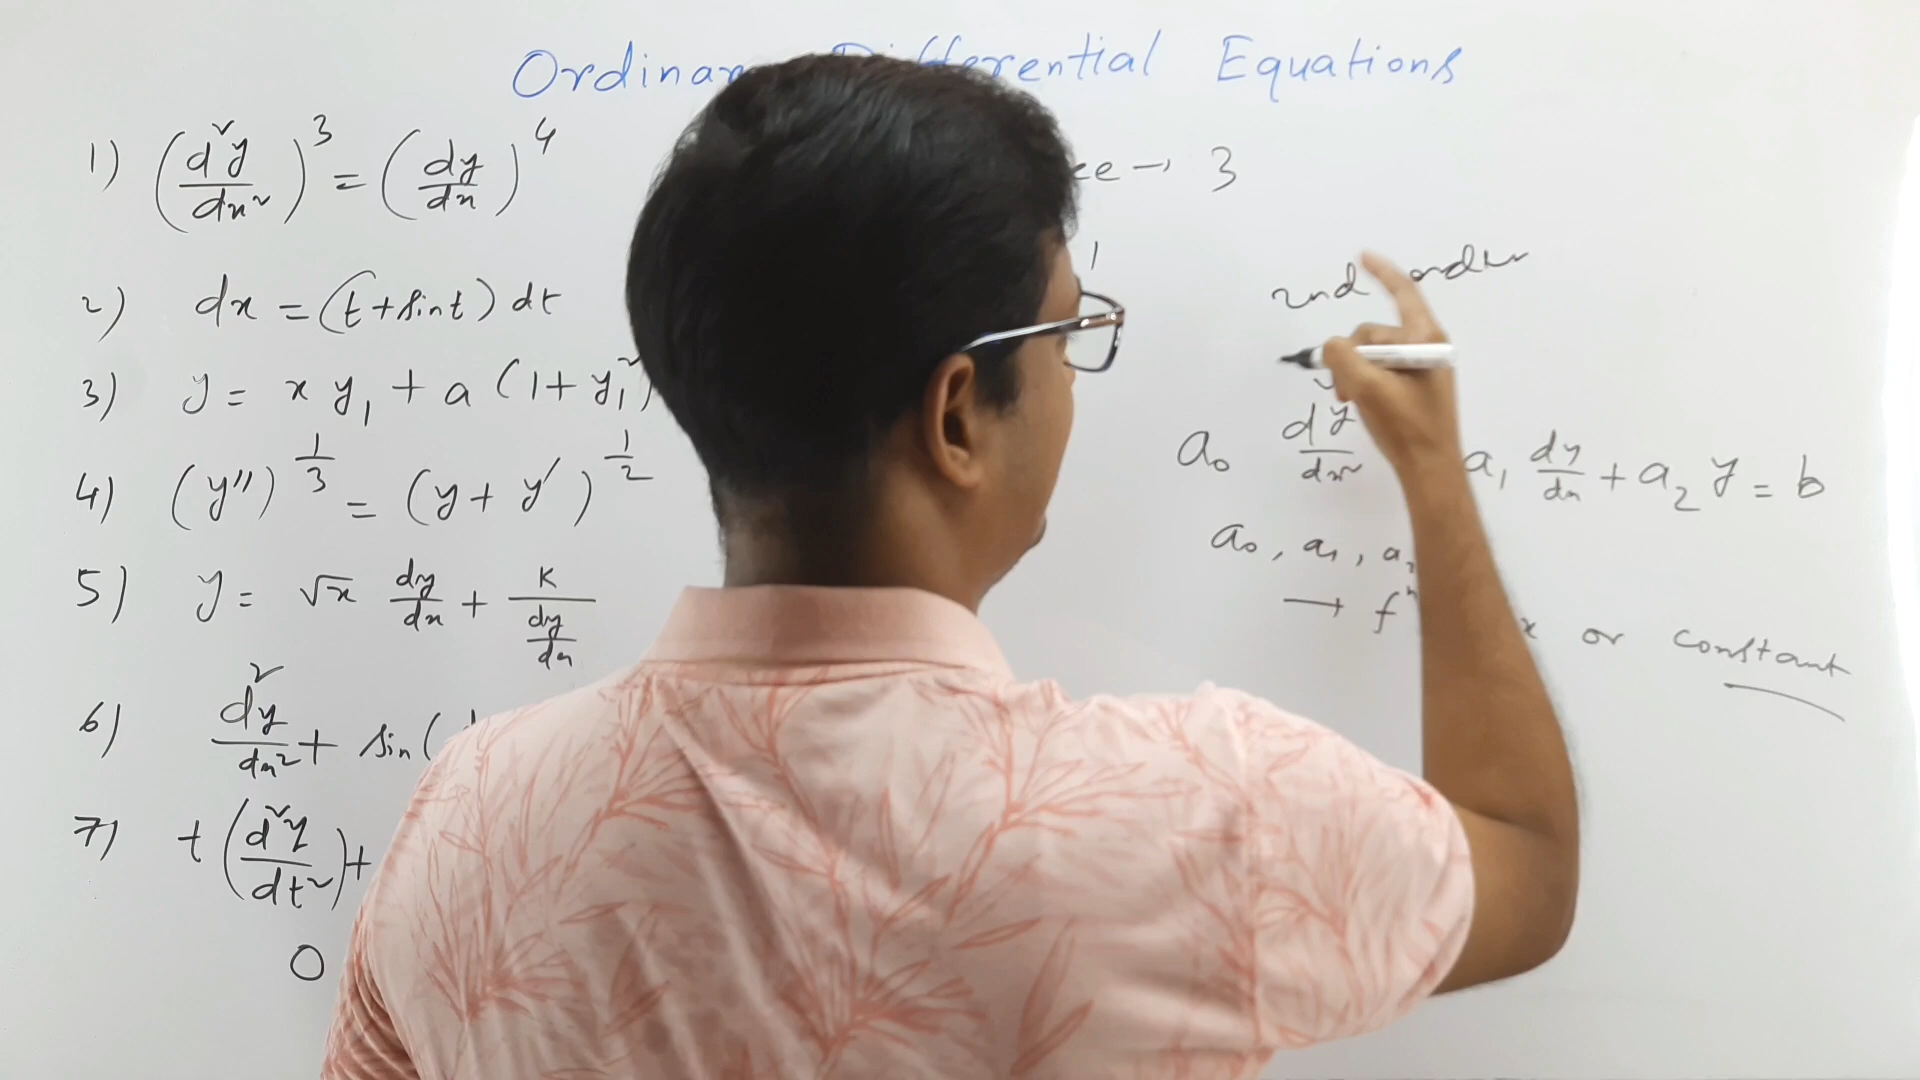 Ordinary Differential Equations
1) (d²y/dx²)³ = (dy/dx)⁴
→ 3
2) dx = (t + sin t) dt
1
2nd order
3) y = x y₁ + a (1 + y₁²)
4) (y'')^(1/3) = (y + y')^(1/2)
a₀ d²y/dx² a₁ dy/dx + a₂ y = b
a₀, a₁, a₂
5) y = √x dy/dx + K/(dy/dx)
→ fⁿ x or constant
6) d²y/dx² + sin (
7) t (d²y/dt²) +
0